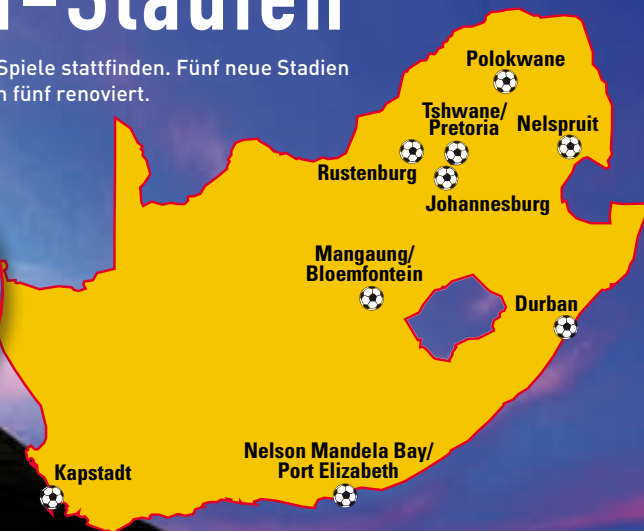 -Stadien
Spiele stattfinden. Fünf neue Stadien
fünf renoviert.
Polokwane
Tshwane/
Pretoria
Nelspruit
Rustenburg
Johannesburg
Mangaung/
Bloemfontein
Durban
Nelson Mandela Bay/
Port Elizabeth
Kapstadt